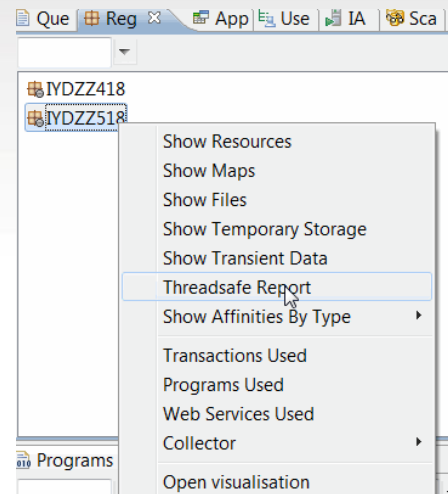 Que Reg App Use IA Sca
IYDZZ418
IYDZZ518
Show Resources
Show Maps
Show Files
Show Temporary Storage
Show Transient Data
Threadsafe Report
Show Affinities By Type
Transactions Used
Programs Used
Web Services Used
Collector
Programs
Open visualisation